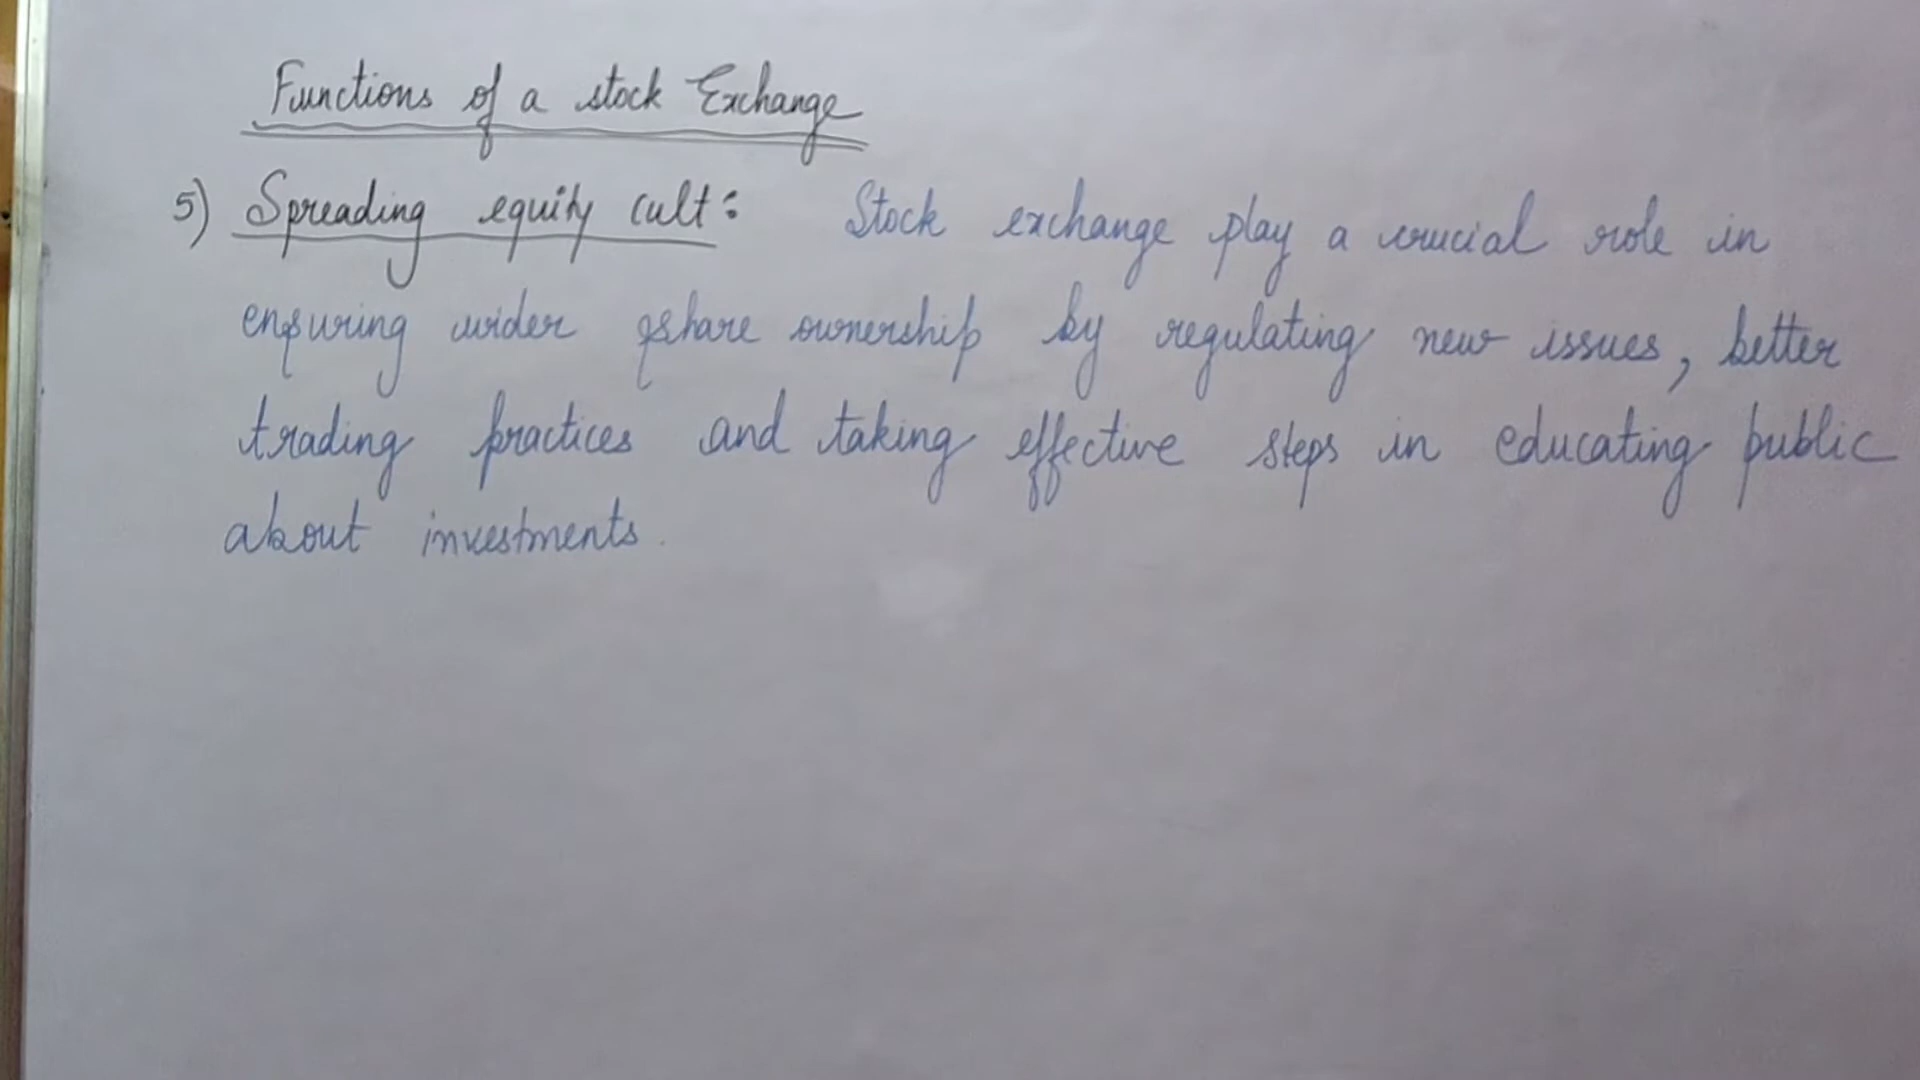 Functions of a stock Exchange
5) Spreading equity cult: Stock exchange play a crucial role in
ensuring wider share ownership by regulating new issues, better
trading practices and taking effective steps in educating public
about investments.